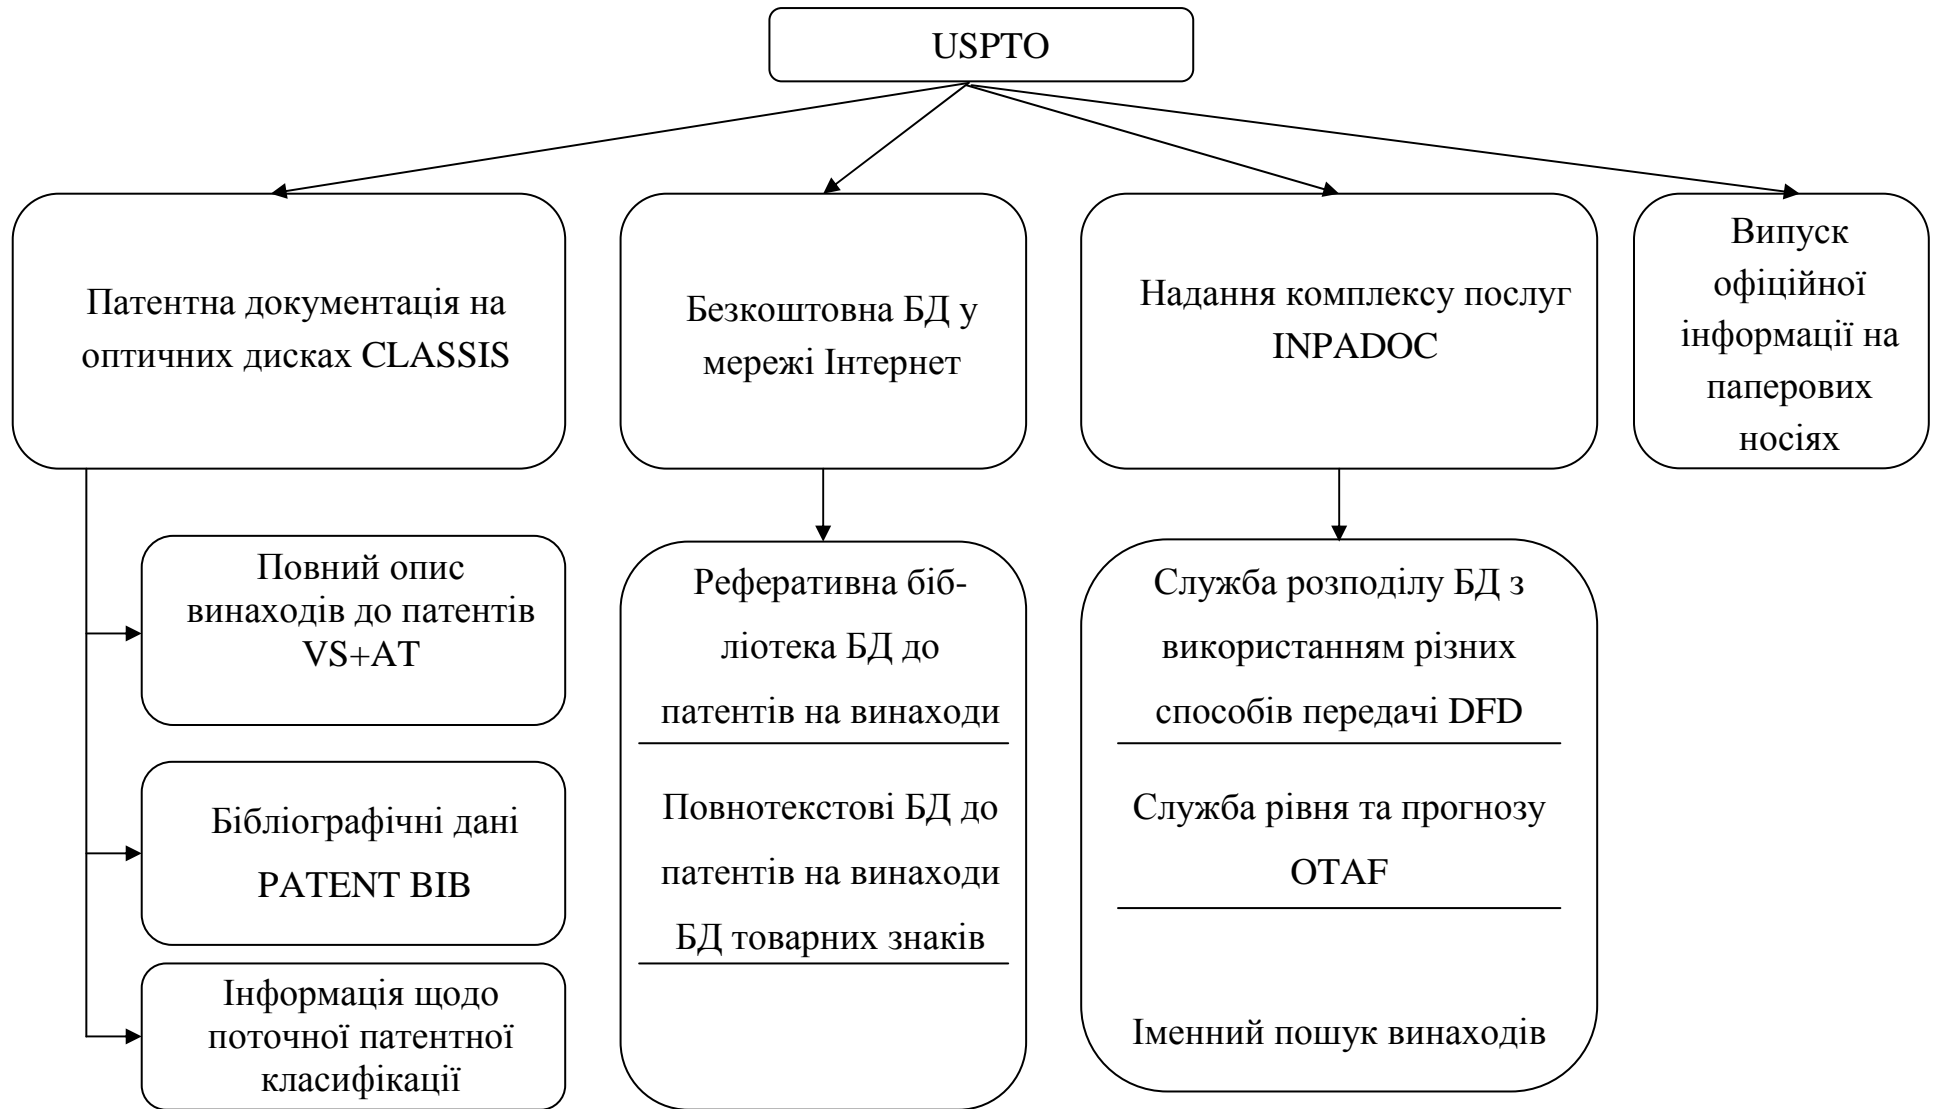 USPTO
Патентна документація на
оптичних дисках CLASSIS
Безкоштовна БД у
мережі Інтернет
Надання комплексу послуг
INPADOC
Випуск
офіційної
інформації на
паперових
носіях
Повний опис
винаходів до патентів
VS+AT
Бібліографічні дані
PATENT BIB
Інформація щодо
поточної патентної
класифікації
Реферативна біб-
ліотека БД до
патентів на винаходи
Повнотекстові БД до
патентів на винаходи
БД товарних знаків
Служба розподілу БД з
використанням різних
способів передачі DFD
Служба рівня та прогнозу
OTAF
Іменний пошук винаходів